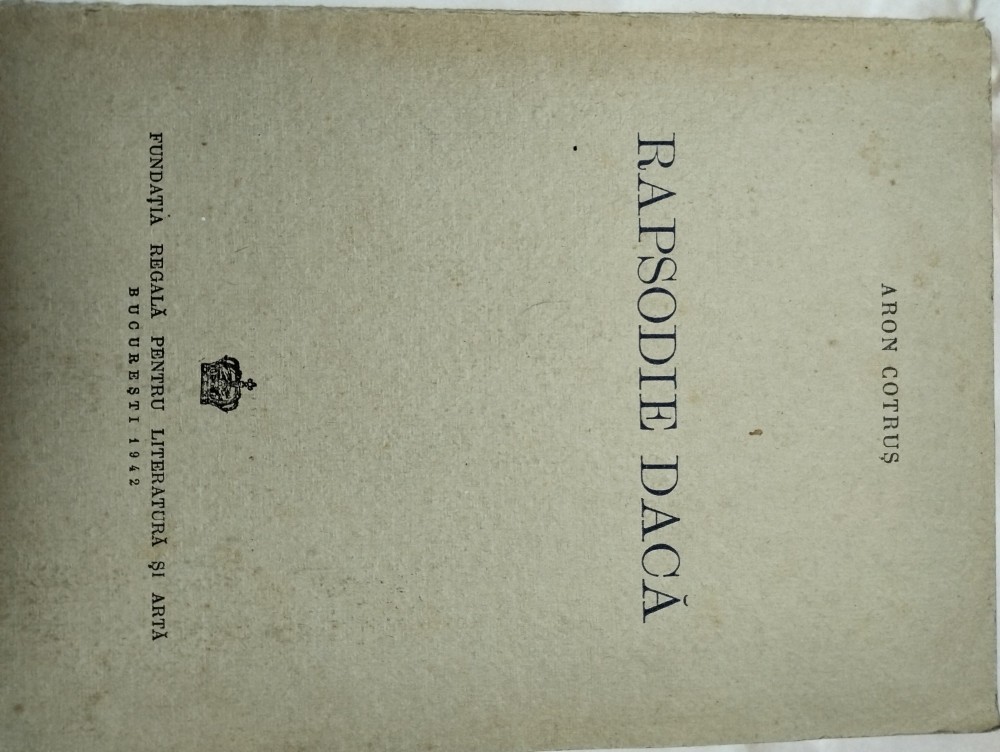 ARON COTRUȘ
RAPSODIE DACĂ
FUNDAȚIA REGALĂ PENTRU LITERATURĂ ȘI ARTĂ
BUCUREȘTI 1942